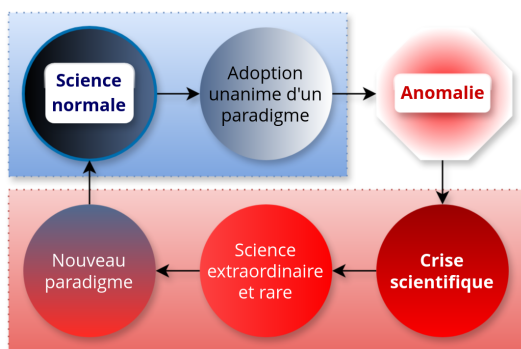 Science
normale
Adoption
unanime d'un
paradigme
Anomalie
Nouveau
paradigme
Science
extraordinaire
et rare
Crise
scientifique